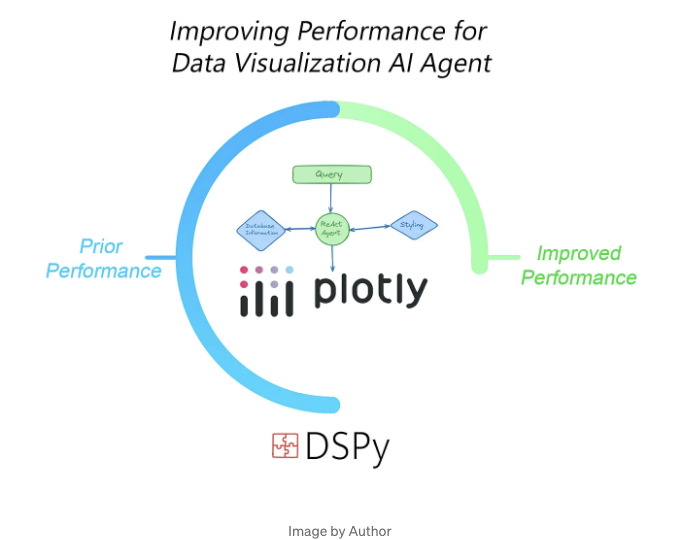 Improving Performance for
Data Visualization AI Agent
Query
Database
Information
ReAct
Agent
Styling
Prior
Performance
Improved
Performance
plotly
DSPy
Image by Author